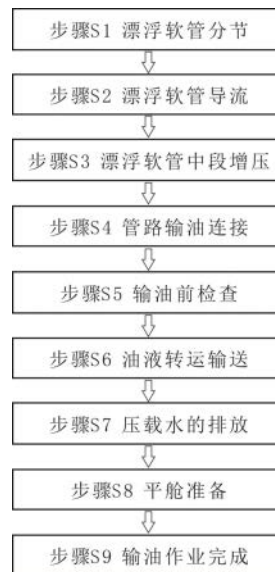 步骤S1 漂浮软管分节
步骤S2 漂浮软管导流
步骤S3 漂浮软管中段增压
步骤S4 管路输油连接
步骤S5 输油前检查
步骤S6 油液转运输送
步骤S7 压载水的排放
步骤S8 平舱准备
步骤S9 输油作业完成